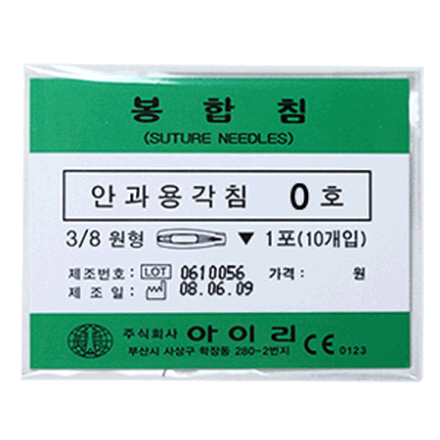 봉 합 침
(SUTURE NEEDLES)
안과용각침 0호
3/8 원형 ▼ 1포(10개입)
제조번호 : LOT 0610056 가격 : 원
제 조 일 : 08.06.09
주식회사 아이리
부산시 사상구 학장동 280-2번지 CE 0123